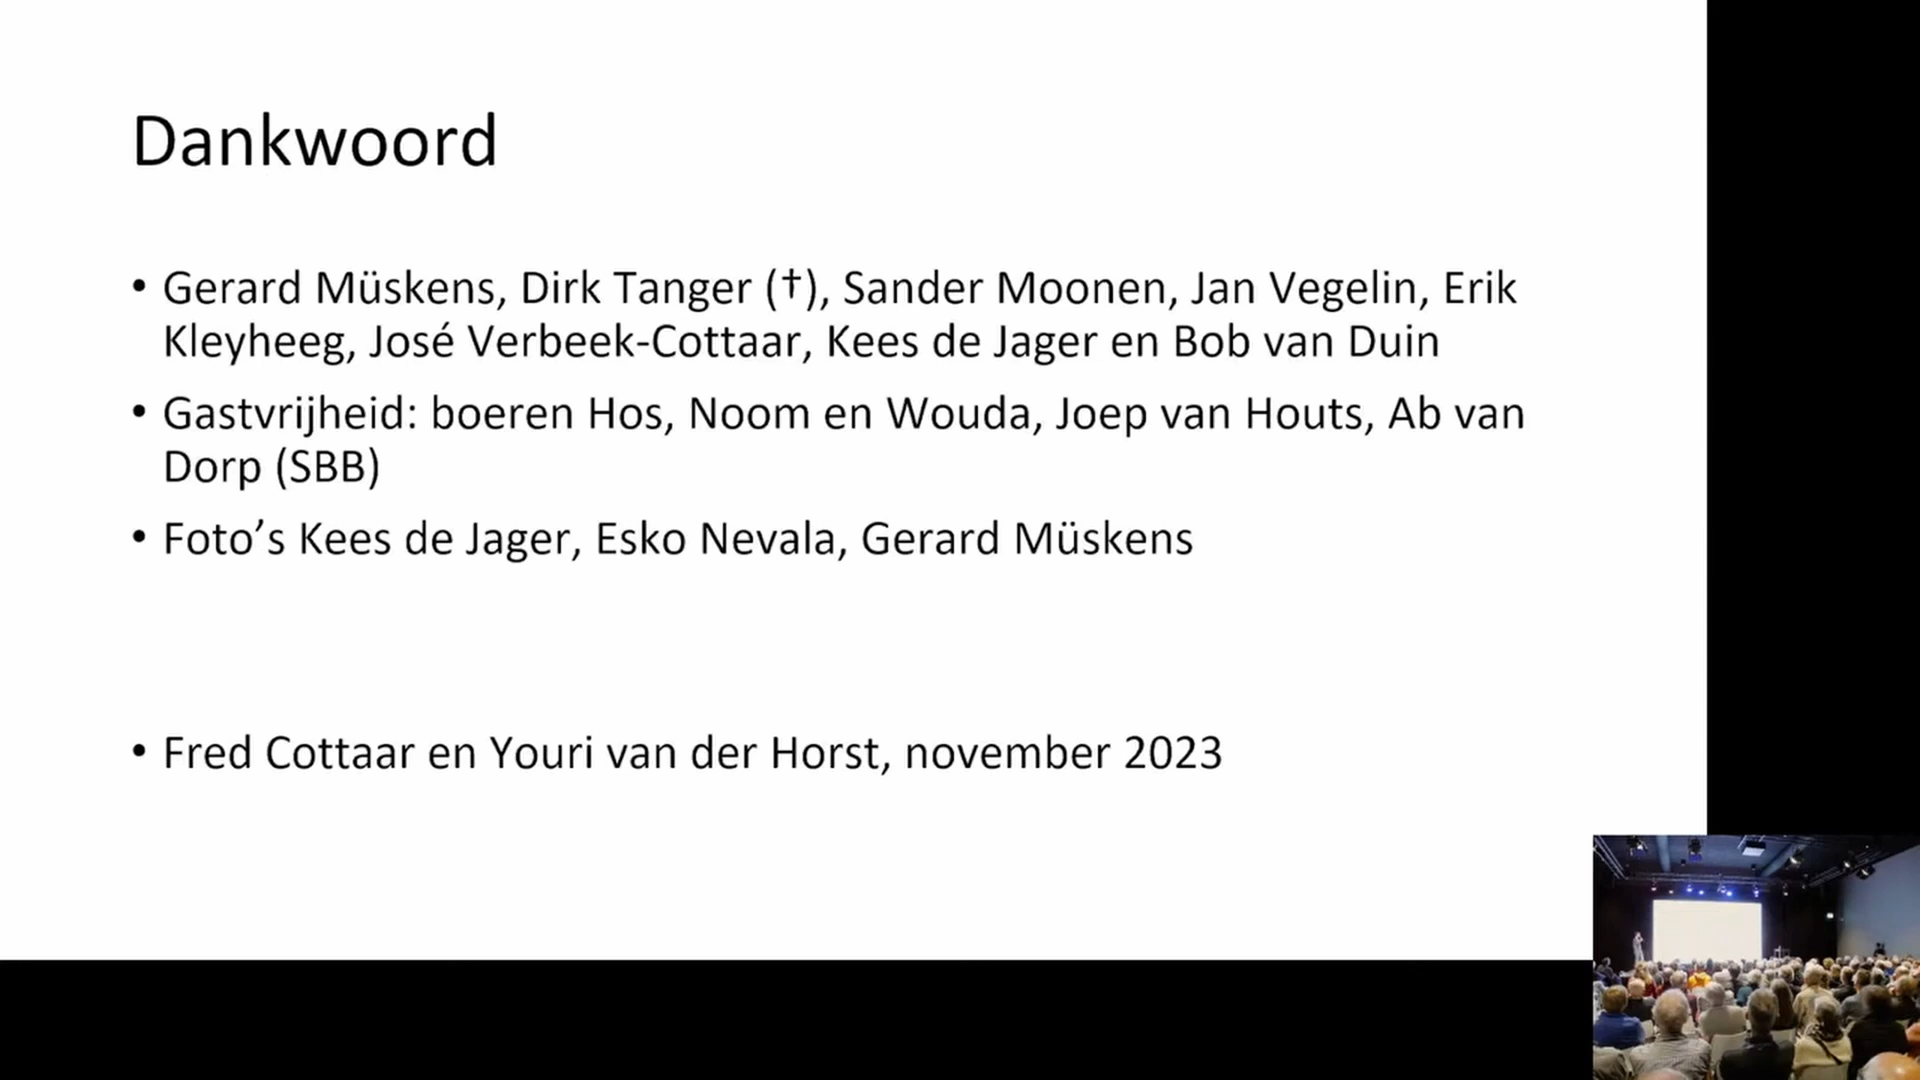 Dankwoord
• Gerard Müskens, Dirk Tanger (†), Sander Moonen, Jan Vegelin, Erik
Kleyheeg, José Verbeek-Cottaar, Kees de Jager en Bob van Duin
• Gastvrijheid: boeren Hos, Noom en Wouda, Joep van Houts, Ab van
Dorp (SBB)
• Foto’s Kees de Jager, Esko Nevala, Gerard Müskens
• Fred Cottaar en Youri van der Horst, november 2023